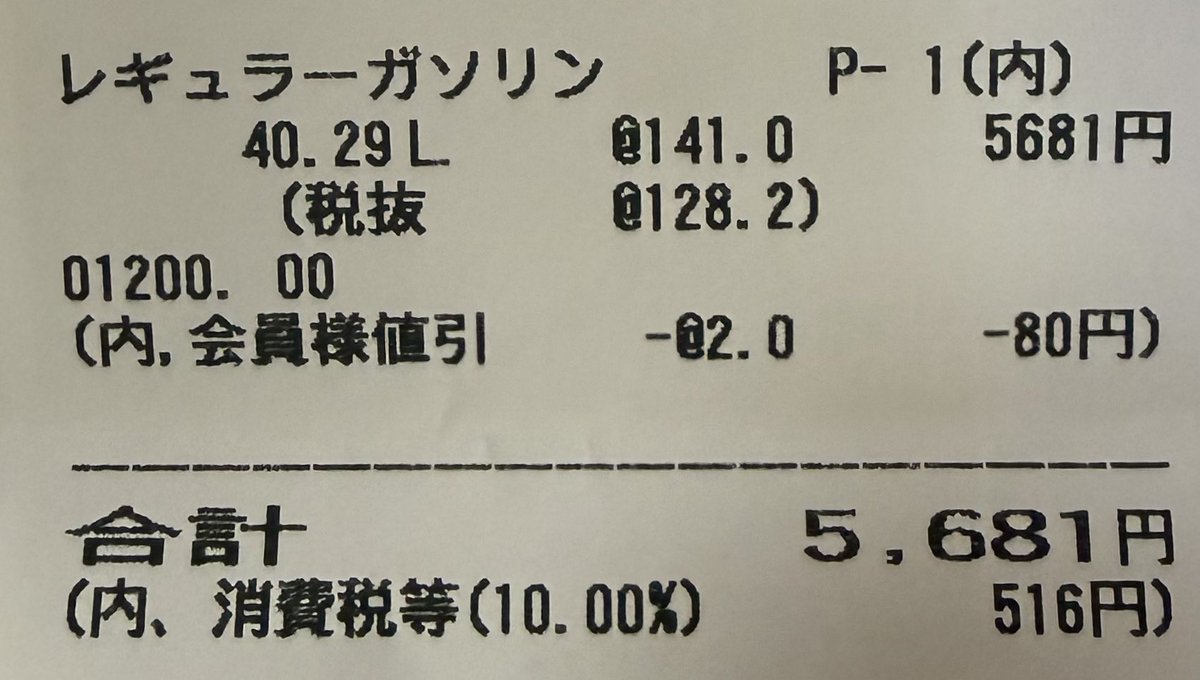 レギュラーガソリン P- 1(内)
40.29L @141.0 5681円
(税抜 @128.2)
01200. 00
(内,会員様値引 -@2.0 -80円)
合計 5,681円
(内、消費税等(10.00%) 516円)